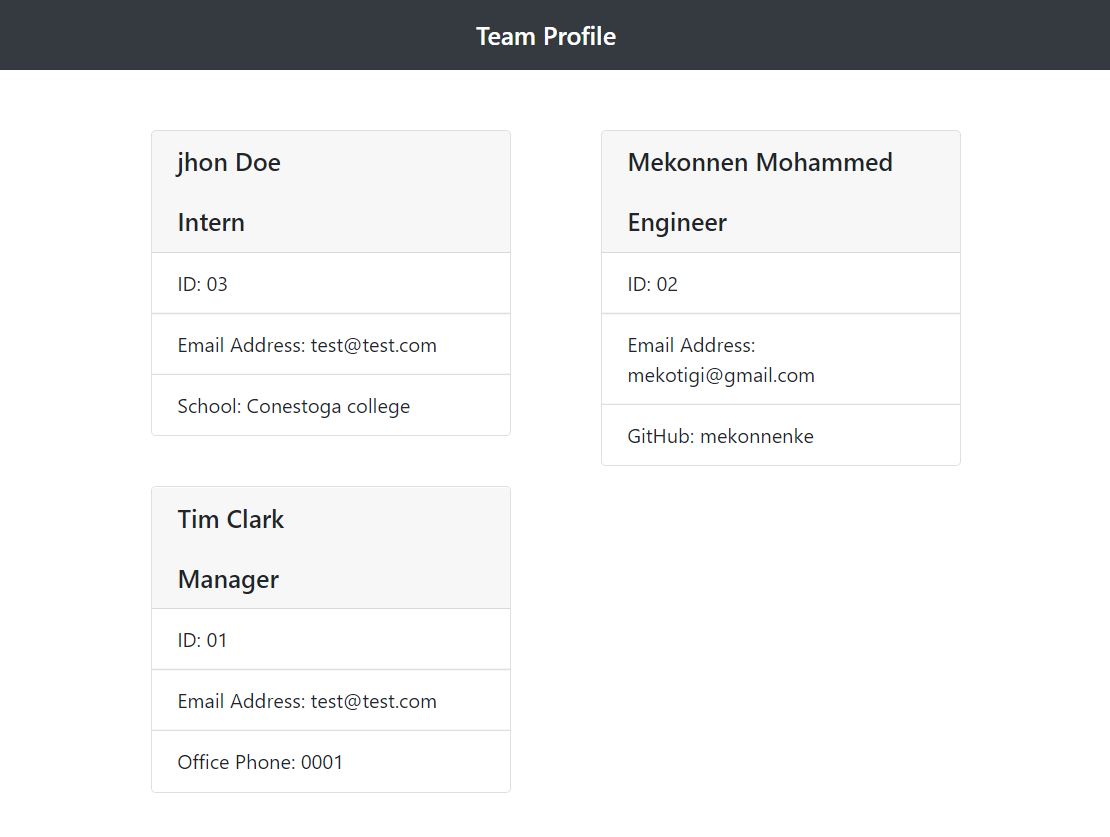 Team Profile
jhon Doe
Intern
ID: 03
Email Address: test@test.com
School: Conestoga college
Mekonnen Mohammed
Engineer
ID: 02
Email Address:
mekotigi@gmail.com
GitHub: mekonnenke
Tim Clark
Manager
ID: 01
Email Address: test@test.com
Office Phone: 0001